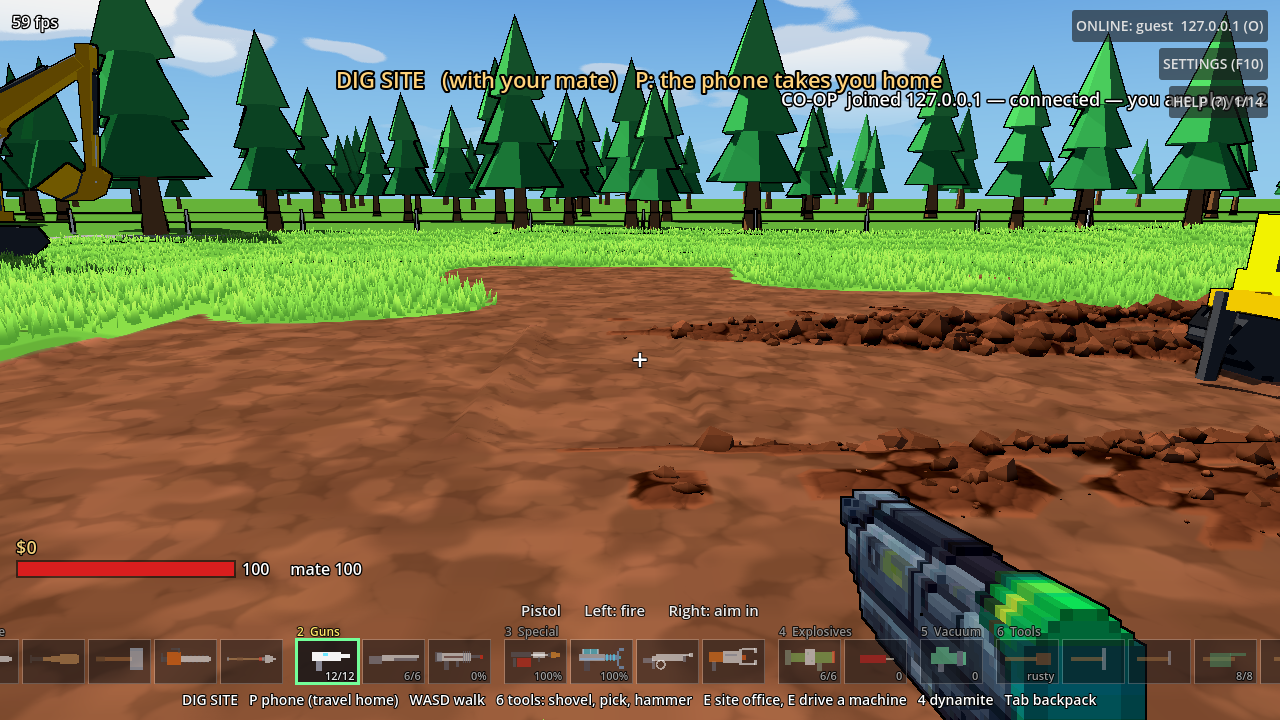 59 fps
ONLINE: guest 127.0.0.1 (O)
SETTINGS (F10)
DIG SITE (with your mate) P: the phone takes you home
CO-OP joined 127.0.0.1 — connected — you
HELP (?) 1/14
$0
100 mate 100
Pistol Left: fire Right: aim in
e 2 Guns 3 Special 4 Explosives 5 Vacuum 6 Tools
12/12 6/6 0% 100% 100% 6/6 0 0 rusty 8/8
DIG SITE P phone (travel home) WASD walk 6 tools: shovel, pick, hammer E site office, E drive a machine 4 dynamite Tab backpack